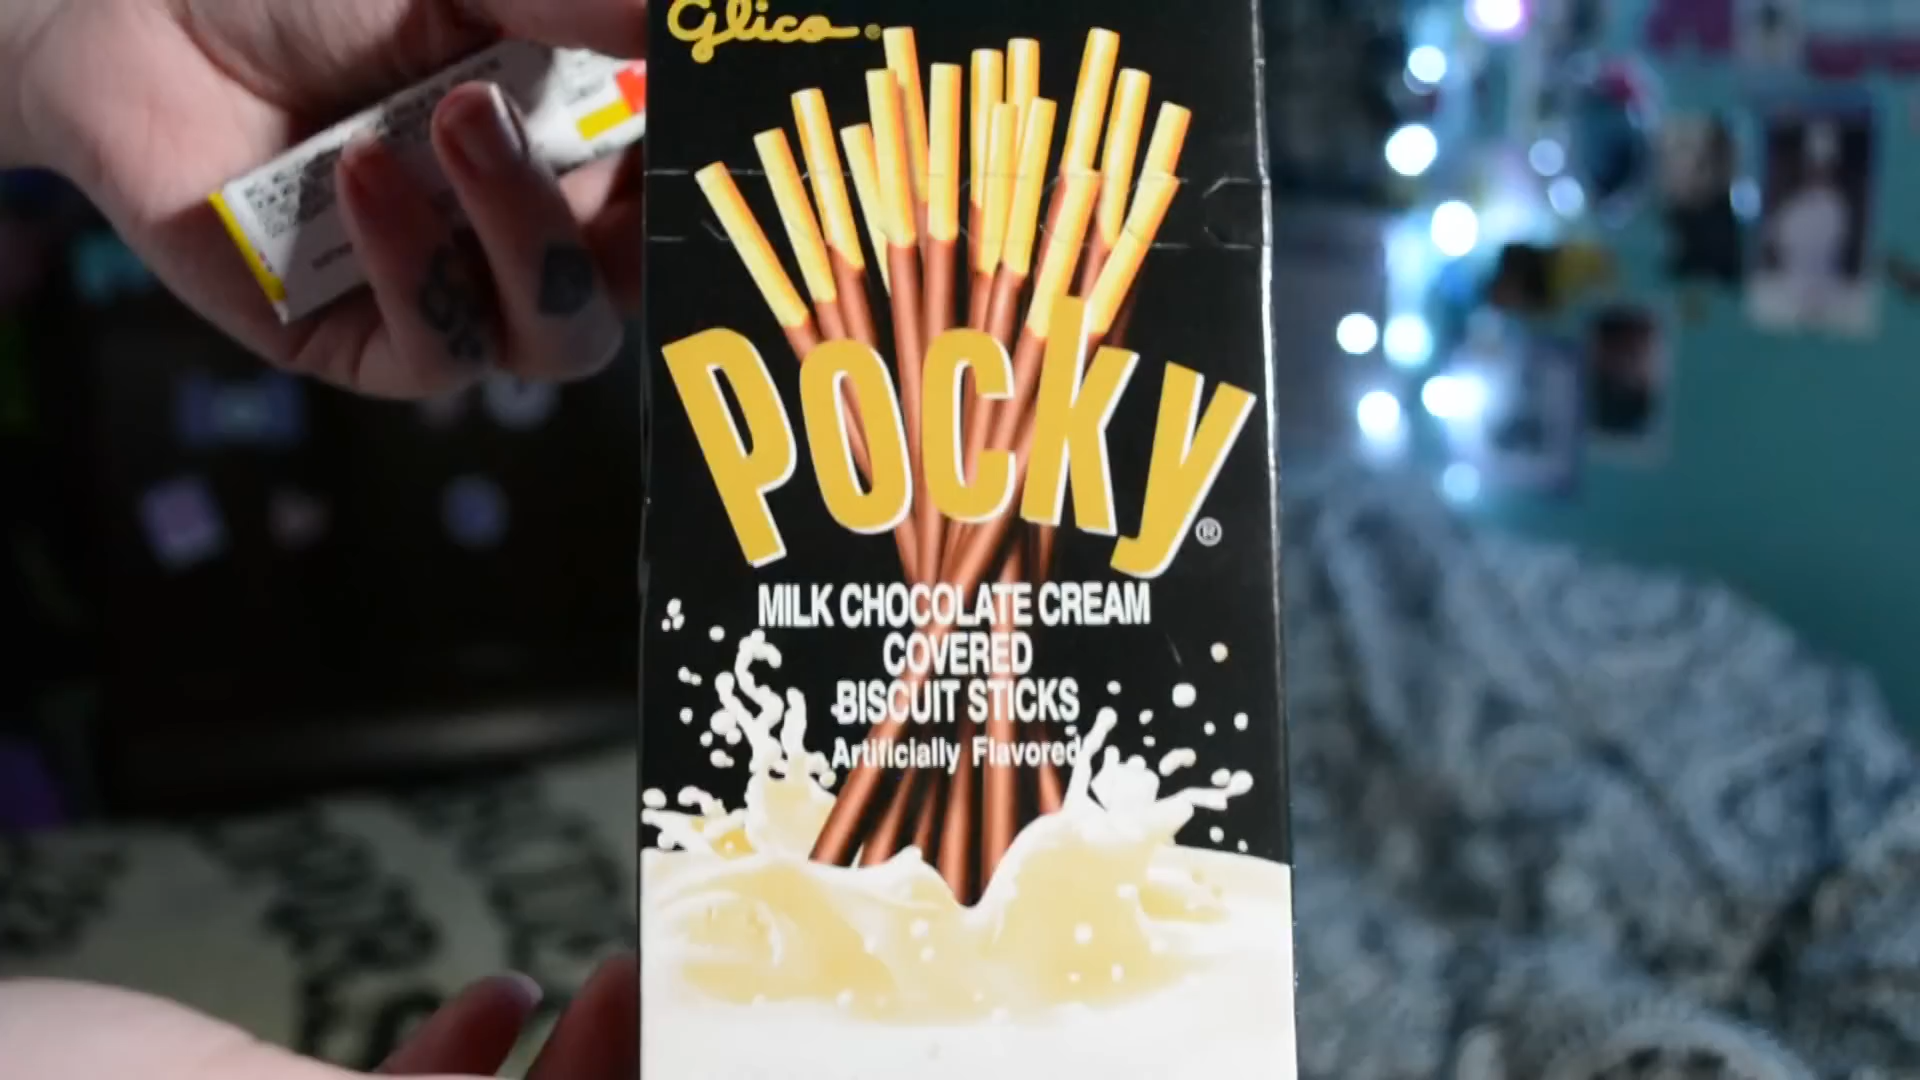 Glico®
Pocky®
MILK CHOCOLATE CREAM
COVERED
BISCUIT STICKS
Artificially Flavored